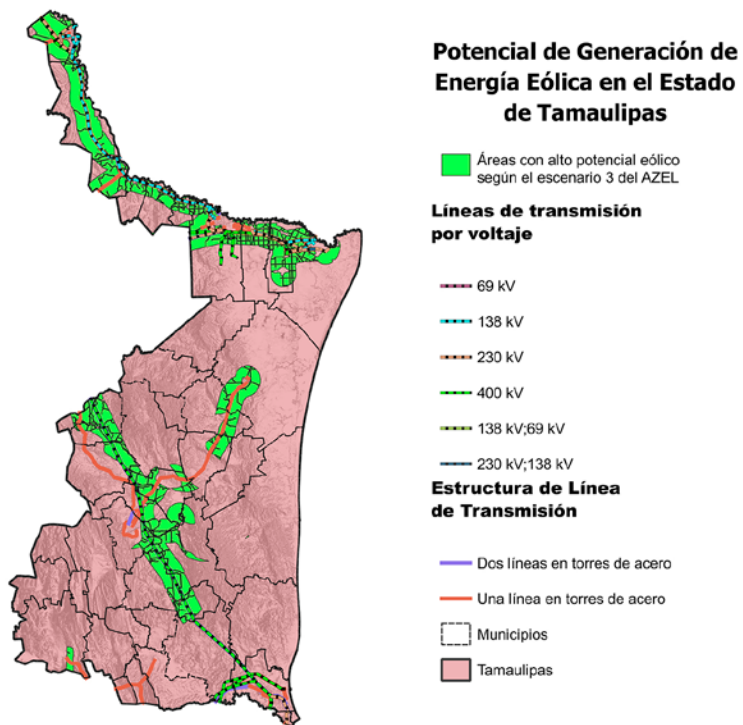 Potencial de Generación de
Energía Eólica en el Estado
de Tamaulipas
Áreas con alto potencial eólico
según el escenario 3 del AZEL
Líneas de transmisión
por voltaje
69 kV
138 kV
230 kV
400 kV
138 kV;69 kV
230 kV;138 kV
Estructura de Línea
de Transmisión
Dos líneas en torres de acero
Una línea en torres de acero
Municipios
Tamaulipas